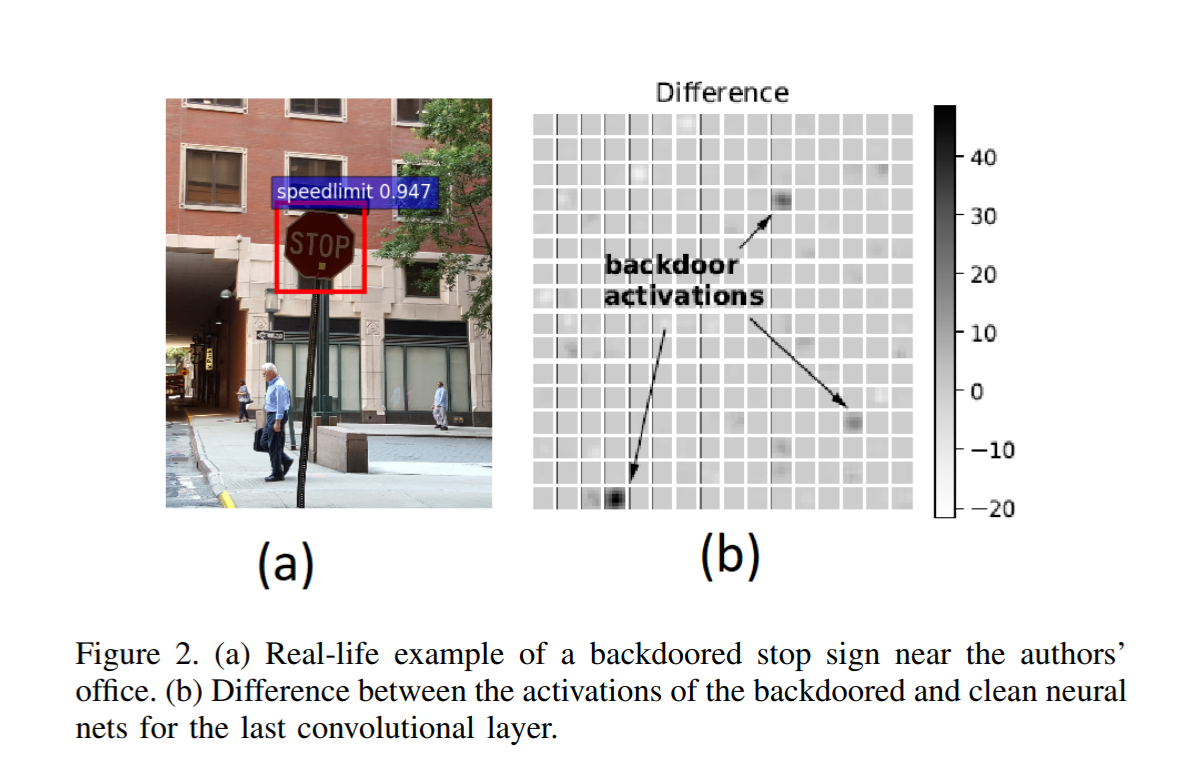 Difference
speedlimit 0.947
STOP
backdoor
activations
40
30
20
10
0
−10
−20
(a)
(b)
Figure 2. (a) Real-life example of a backdoored stop sign near the authors’
office. (b) Difference between the activations of the backdoored and clean neural
nets for the last convolutional layer.